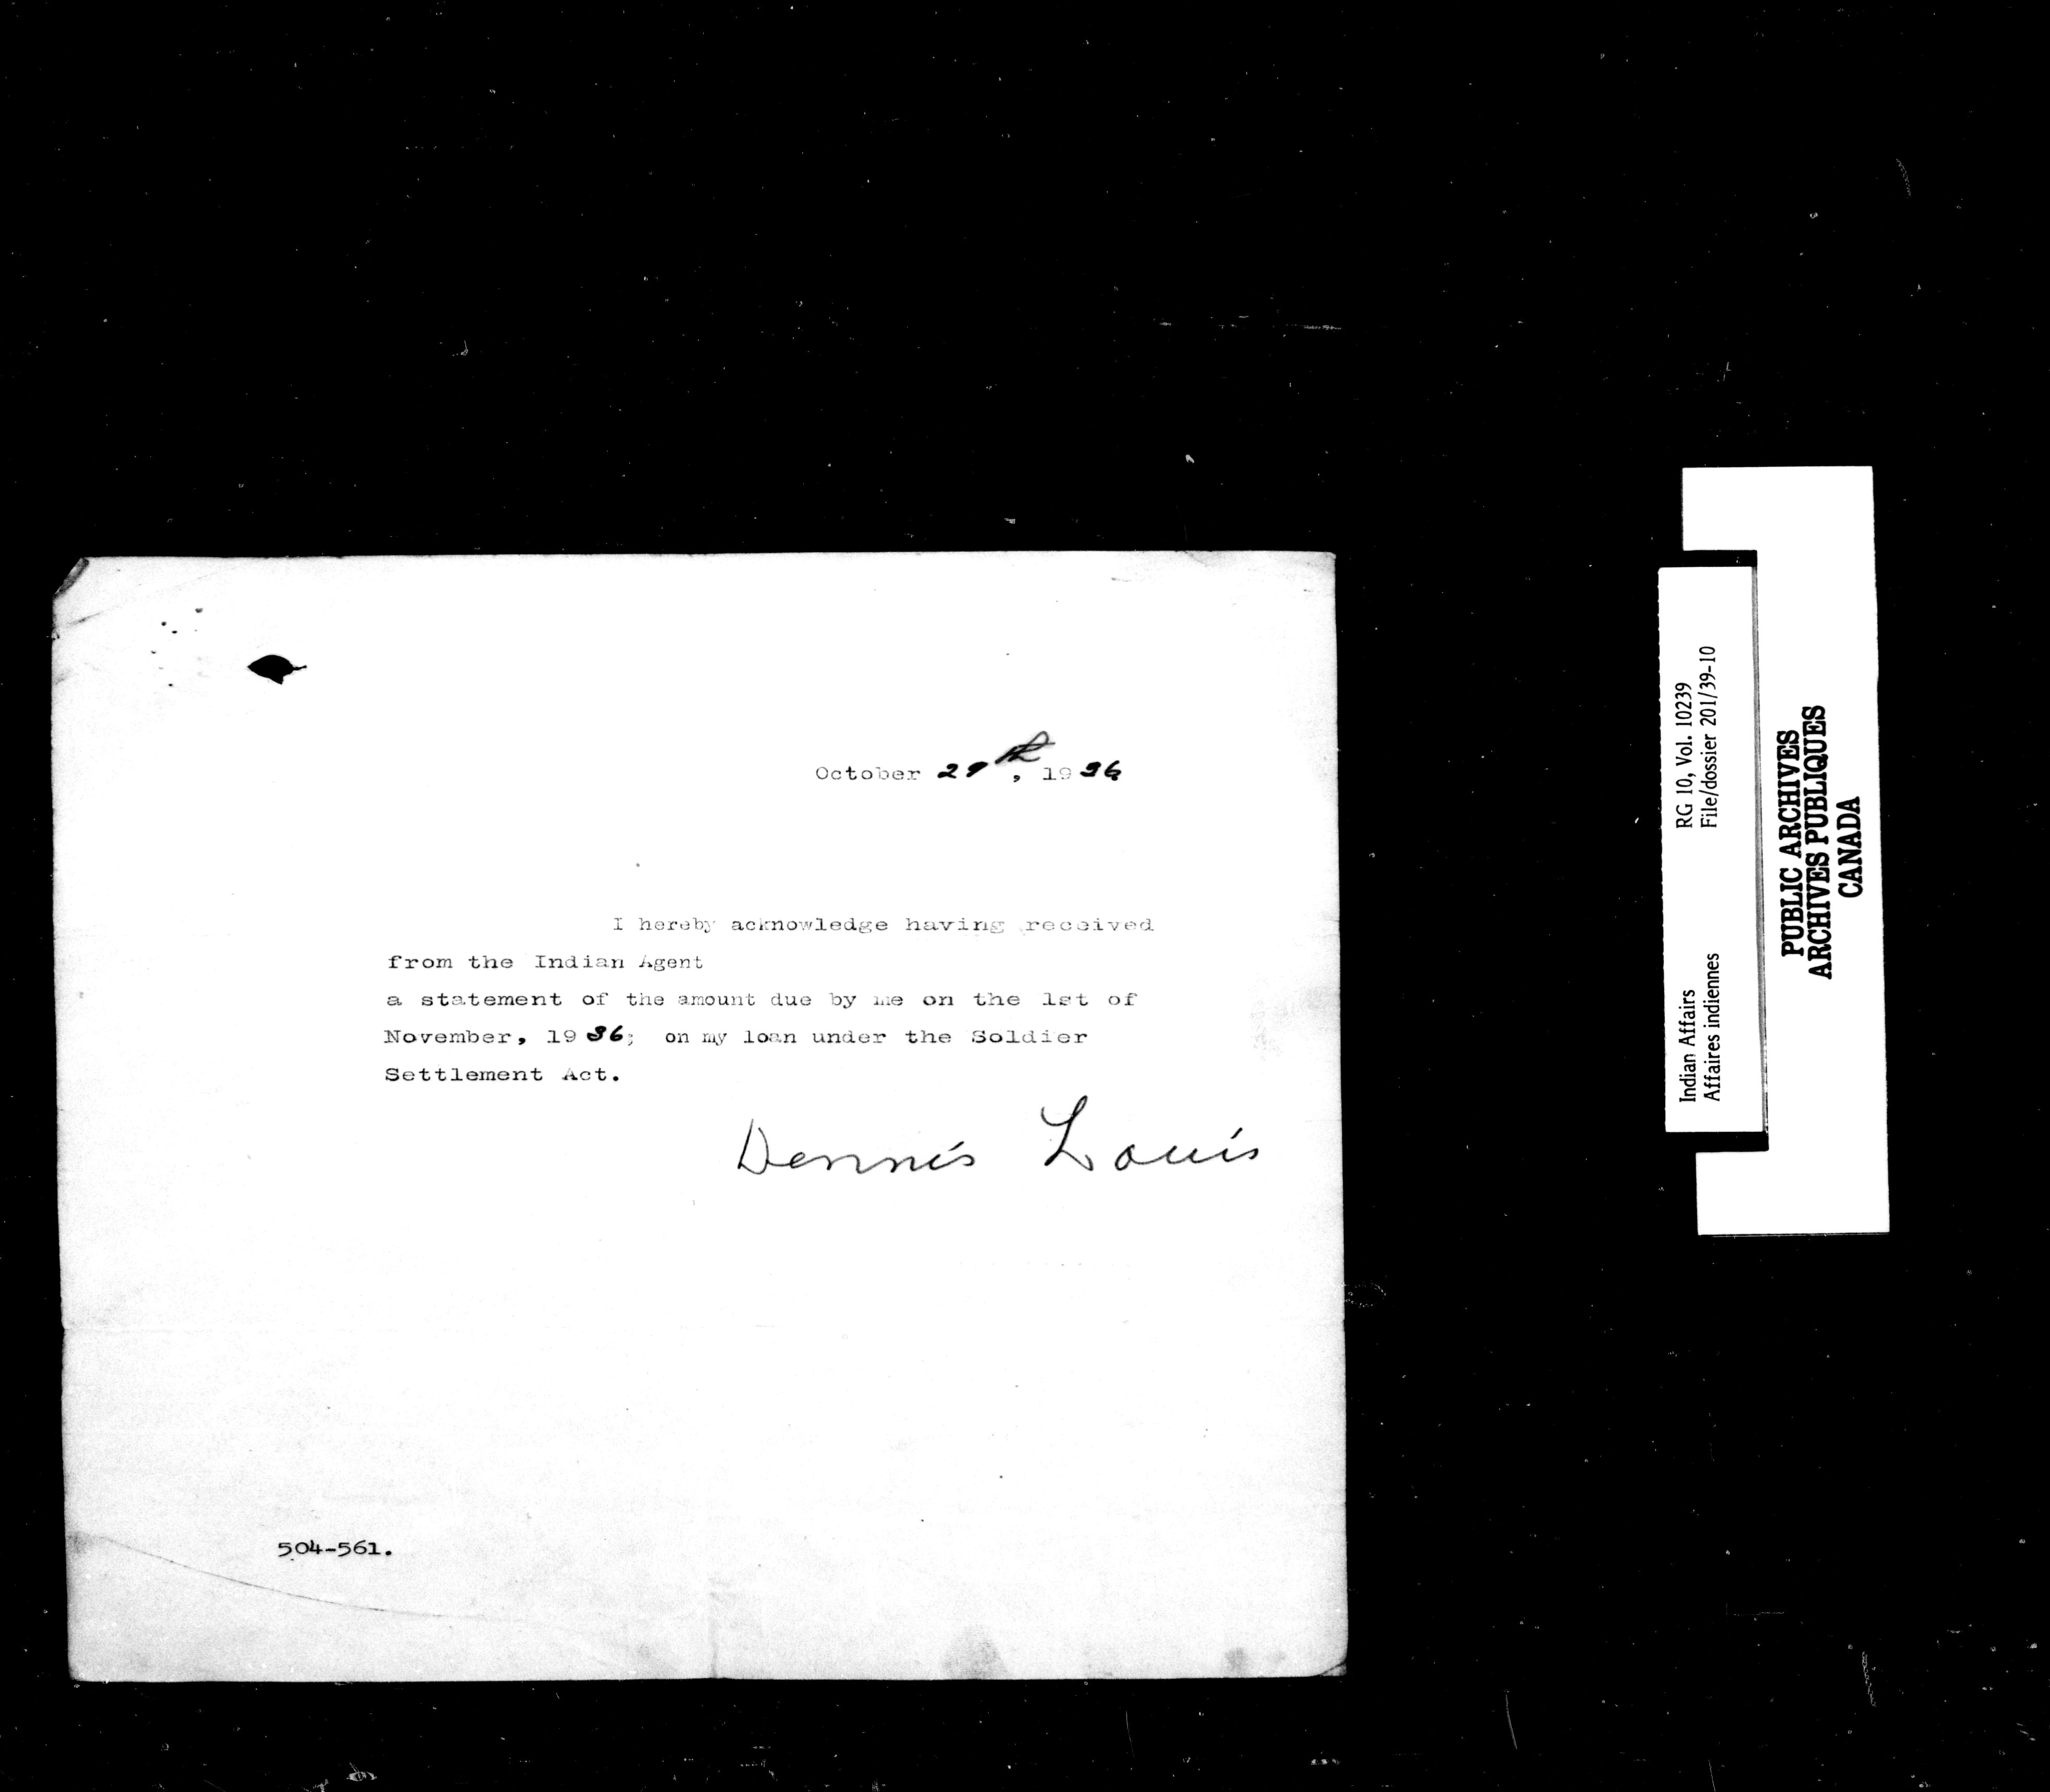 October 29th, 1936
I hereby acknowledge having received
from the Indian Agent
a statement of the amount due by me on the 1st of
November, 1936; on my loan under the Soldier
Settlement Act.
Dennis Louis
504-561.
Indian Affairs RG 10, Vol. 10239
Affaires indiennes File/dossier 201/39-10
PUBLIC ARCHIVES
ARCHIVES PUBLIQUES
CANADA